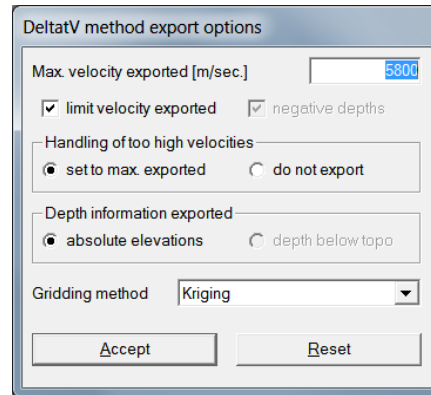 DeltatV method export options
Max. velocity exported [m/sec.] 5800
limit velocity exported negative depths
Handling of too high velocities
set to max. exported do not export
Depth information exported
absolute elevations depth below topo
Gridding method Kriging
Accept Reset